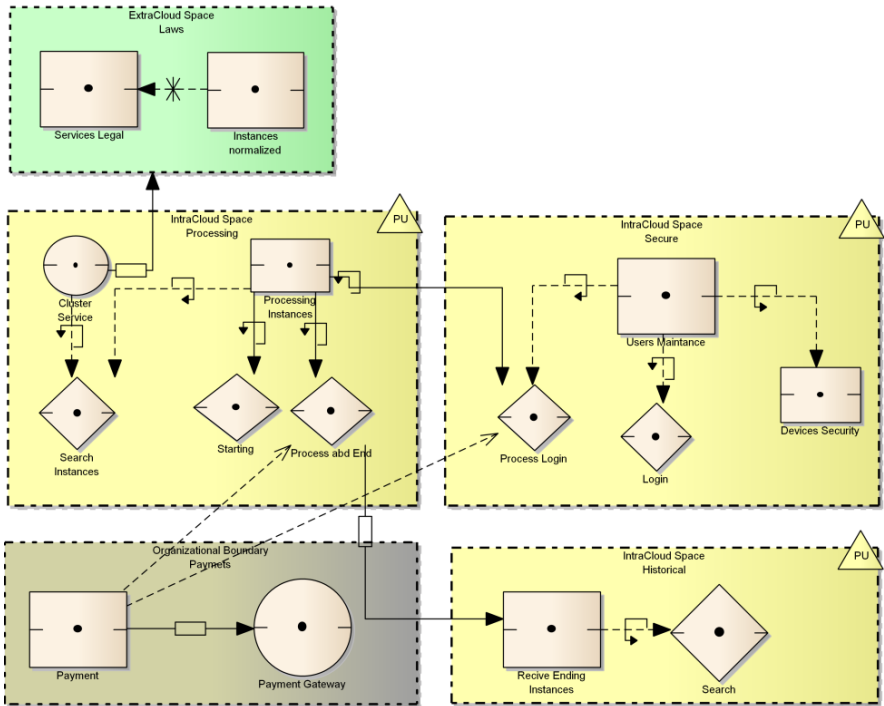 ExtraCloud Space
Laws
Services Legal
Instances
normalized
IntraCloud Space
Processing
PU
Cluster
Service
Processing
Instances
Search
Instances
Starting
Process abd End
IntraCloud Space
Secure
PU
Users Maintance
Process Login
Login
Devices Security
Organizational Boundary
Paymets
Payment
Payment Gateway
IntraCloud Space
Historical
PU
Recive Ending
Instances
Search